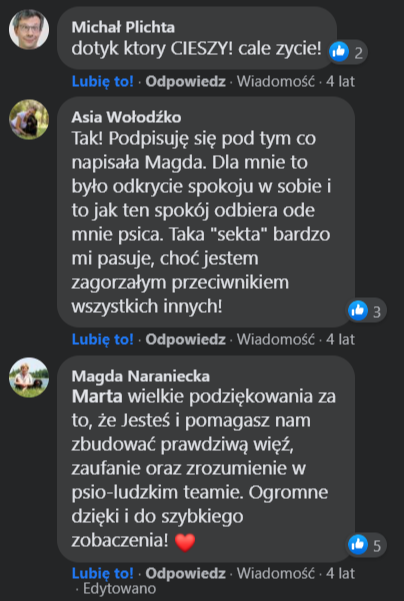 Michał Plichta
dotyk ktory CIESZY! cale zycie!
2
Lubię to! · Odpowiedz · Wiadomość · 4 lat
Asia Wołodźko
Tak! Podpisuję się pod tym co
napisała Magda. Dla mnie to
było odkrycie spokoju w sobie i
to jak ten spokój odbiera ode
mnie psica. Taka "sekta" bardzo
mi pasuje, choć jestem
zagorzałym przeciwnikiem
wszystkich innych!
3
Lubię to! · Odpowiedz · Wiadomość · 4 lat
Magda Naraniecka
Marta wielkie podziękowania za
to, że Jesteś i pomagasz nam
zbudować prawdziwą więź,
zaufanie oraz zrozumienie w
psio-ludzkim teamie. Ogromne
dzięki i do szybkiego
zobaczenia! ❤️
5
Lubię to! · Odpowiedz · Wiadomość · 4 lat
· Edytowano